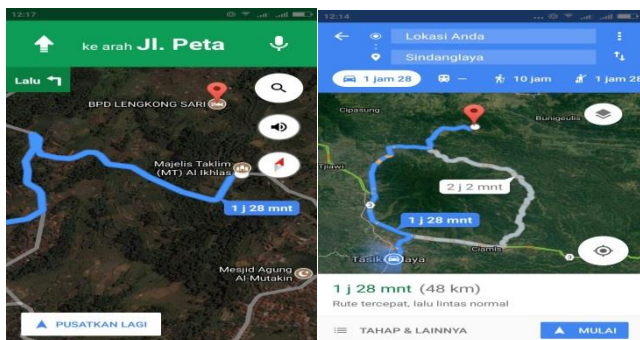 12:17
ke arah Jl. Peta
Lalu
BPD LENGKONG SARI
Majelis Taklim
(MT) Al Ikhlas
1 j 28 mnt
Mesjid Agung
Al-Mutakin
PUSATKAN LAGI
12:14
Lokasi Anda
Sindanglaya
1 jam 28
10 jam
1 jam 28
Cipasung
Bunigeulis
2 j 2 mnt
1 j 28 mnt
Ciamis
1 j 28 mnt (48 km)
Rute tercepat, lalu lintas normal
TAHAP & LAINNYA
MULAI